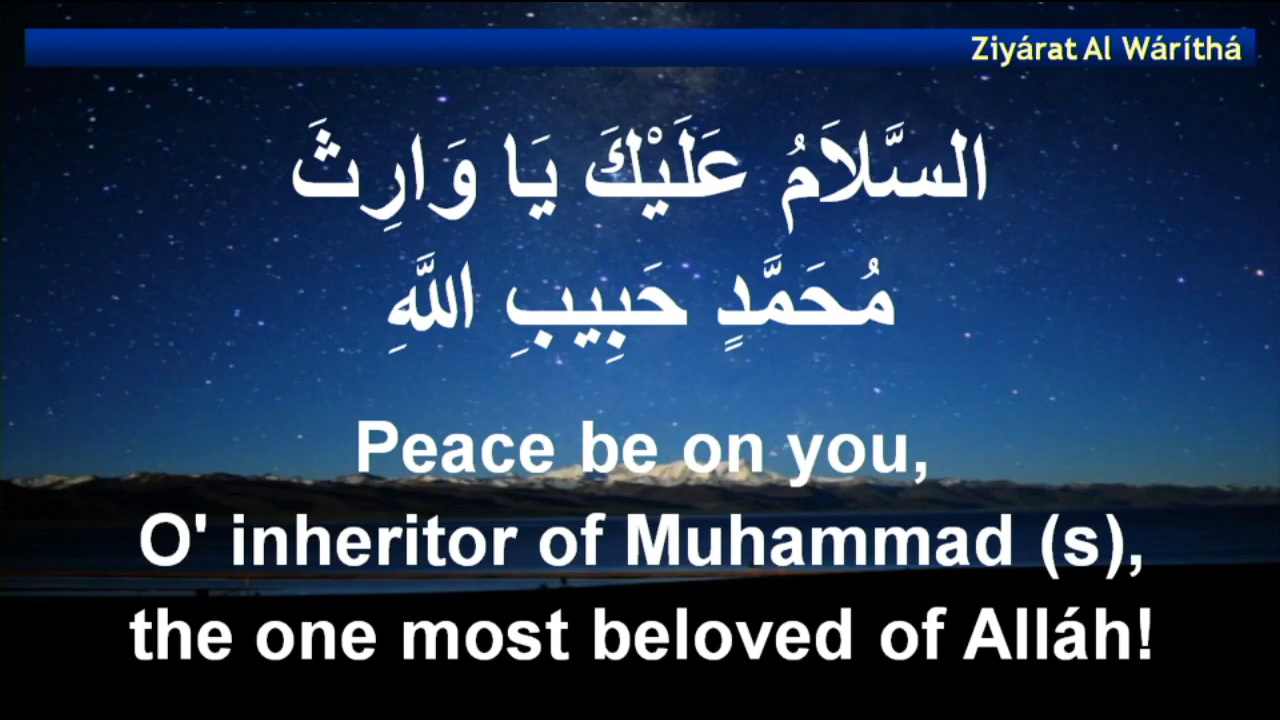 Ziyárat Al Wáríthá
السَّلاَمُ عَلَيْكَ يَا وَارِثَ
مُحَمَّدٍ حَبِيبِ اللَّهِ
Peace be on you,
O' inheritor of Muhammad (s),
the one most beloved of Alláh!